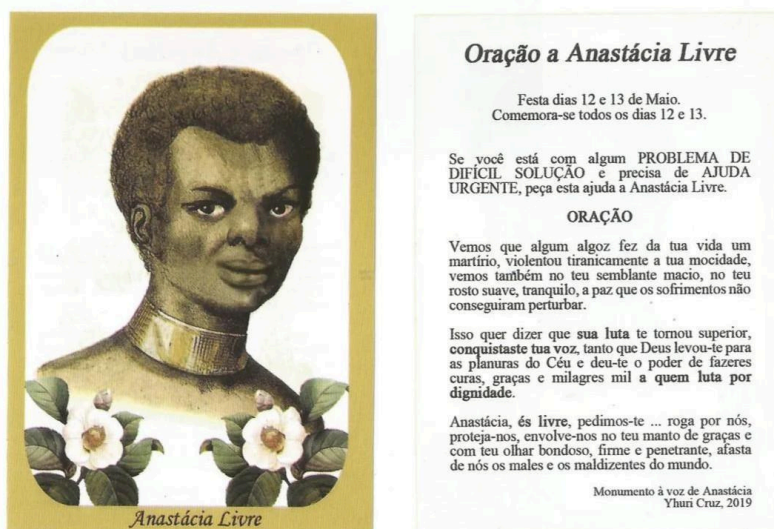 Anastácia Livre
Oração a Anastácia Livre
Festa dias 12 e 13 de Maio.
Comemora-se todos os dias 12 e 13.
Se você está com algum PROBLEMA DE
DIFÍCIL SOLUÇÃO e precisa de AJUDA
URGENTE, peça esta ajuda a Anastácia Livre.
ORAÇÃO
Vemos que algum algoz fez da tua vida um
martírio, violentou tiranicamente a tua mocidade,
vemos também no teu semblante macio, no teu
rosto suave, tranquilo, a paz que os sofrimentos não
conseguiram perturbar.
Isso quer dizer que sua luta te tornou superior,
conquistaste tua voz, tanto que Deus levou-te para
as planuras do Céu e deu-te o poder de fazeres
curas, graças e milagres mil a quem luta por
dignidade.
Anastácia, és livre, pedimos-te ... roga por nós,
proteja-nos, envolve-nos no teu manto de graças e
com teu olhar bondoso, firme e penetrante, afasta
de nós os males e os maldizentes do mundo.
Monumento à voz de Anastácia
Yhuri Cruz, 2019